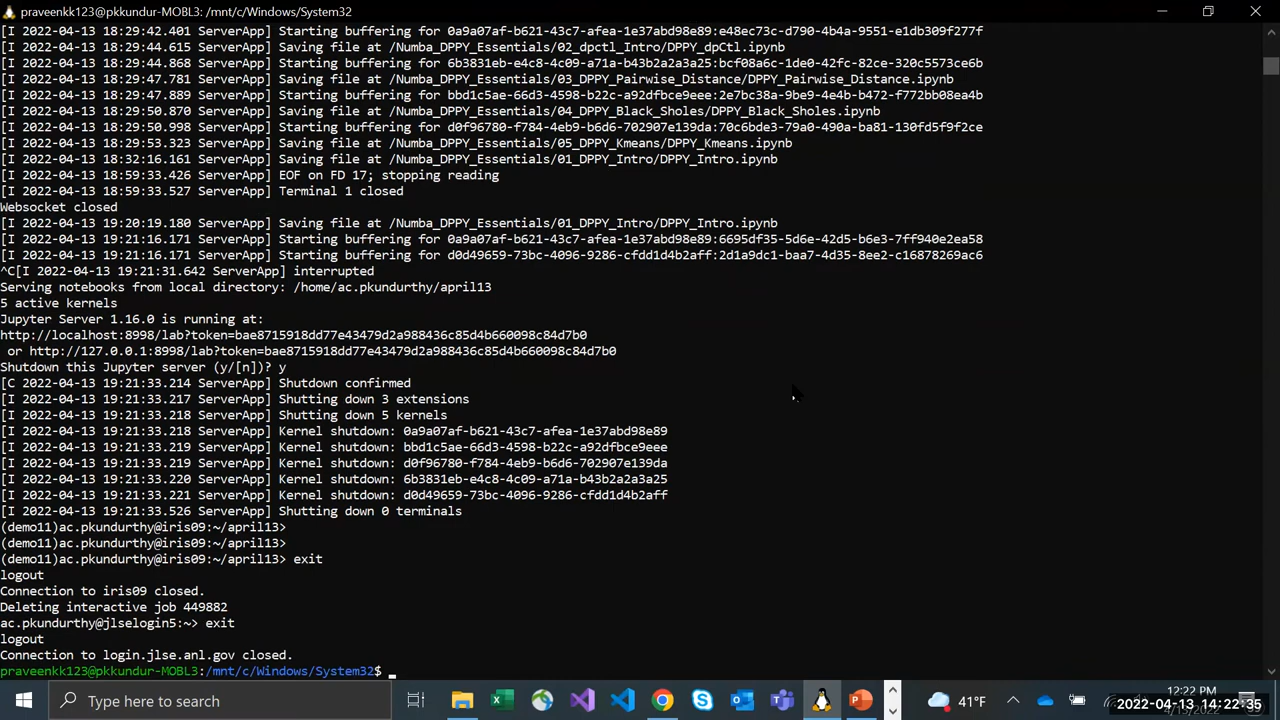 praveenkk123@pkkundur-MOBL3: /mnt/c/Windows/System32
[I 2022-04-13 18:29:42.401 ServerApp] Starting buffering for 0a9a07af-b621-43c7-afea-1e37abd98e89:e48ec73c-d790-4b4a-9551-e1db309f277f
[I 2022-04-13 18:29:44.615 ServerApp] Saving file at /Numba_DPPY_Essentials/02_dpctl_Intro/DPPY_dpCtl.ipynb
[I 2022-04-13 18:29:44.868 ServerApp] Starting buffering for 6b3831eb-e4c8-4c09-a71a-b43b2a2a3a25:bcf08a6c-1de0-42fc-82ce-320c5573ce6b
[I 2022-04-13 18:29:47.781 ServerApp] Saving file at /Numba_DPPY_Essentials/03_DPPY_Pairwise_Distance/DPPY_Pairwise_Distance.ipynb
[I 2022-04-13 18:29:47.889 ServerApp] Starting buffering for bbd1c5ae-66d3-4598-b22c-a92dfbce9eee:2e7bc38a-9be9-4e4b-b472-f772bb08ea4b
[I 2022-04-13 18:29:50.870 ServerApp] Saving file at /Numba_DPPY_Essentials/04_DPPY_Black_Sholes/DPPY_Black_Sholes.ipynb
[I 2022-04-13 18:29:50.998 ServerApp] Starting buffering for d0f96780-f784-4eb9-b6d6-702907e139da:70c6bde3-79a0-490a-ba81-130fd5f9f2ce
[I 2022-04-13 18:29:53.323 ServerApp] Saving file at /Numba_DPPY_Essentials/05_DPPY_Kmeans/DPPY_Kmeans.ipynb
[I 2022-04-13 18:32:16.161 ServerApp] Saving file at /Numba_DPPY_Essentials/01_DPPY_Intro/DPPY_Intro.ipynb
[I 2022-04-13 18:59:33.426 ServerApp] EOF on FD 17; stopping reading
[I 2022-04-13 18:59:33.527 ServerApp] Terminal 1 closed
Websocket closed
[I 2022-04-13 19:20:19.180 ServerApp] Saving file at /Numba_DPPY_Essentials/01_DPPY_Intro/DPPY_Intro.ipynb
[I 2022-04-13 19:21:16.171 ServerApp] Starting buffering for 0a9a07af-b621-43c7-afea-1e37abd98e89:6695df35-5d6e-42d5-b6e3-7ff940e2ea58
[I 2022-04-13 19:21:16.171 ServerApp] Starting buffering for d0d49659-73bc-4096-9286-cfdd1d4b2aff:2d1a9dc1-baa7-4d35-8ee2-c16878269ac6
^C[I 2022-04-13 19:21:31.642 ServerApp] interrupted
Serving notebooks from local directory: /home/ac.pkundurthy/april13
5 active kernels
Jupyter Server 1.16.0 is running at:
http://localhost:8998/lab?token=bae8715918dd77e43479d2a988436c85d4b660098c84d7b0
or http://127.0.0.1:8998/lab?token=bae8715918dd77e43479d2a988436c85d4b660098c84d7b0
Shutdown this Jupyter server (y/[n])? y
[C 2022-04-13 19:21:33.214 ServerApp] Shutdown confirmed
[I 2022-04-13 19:21:33.217 ServerApp] Shutting down 3 extensions
[I 2022-04-13 19:21:33.218 ServerApp] Shutting down 5 kernels
[I 2022-04-13 19:21:33.218 ServerApp] Kernel shutdown: 0a9a07af-b621-43c7-afea-1e37abd98e89
[I 2022-04-13 19:21:33.219 ServerApp] Kernel shutdown: bbd1c5ae-66d3-4598-b22c-a92dfbce9eee
[I 2022-04-13 19:21:33.219 ServerApp] Kernel shutdown: d0f96780-f784-4eb9-b6d6-702907e139da
[I 2022-04-13 19:21:33.220 ServerApp] Kernel shutdown: 6b3831eb-e4c8-4c09-a71a-b43b2a2a3a25
[I 2022-04-13 19:21:33.221 ServerApp] Kernel shutdown: d0d49659-73bc-4096-9286-cfdd1d4b2aff
[I 2022-04-13 19:21:33.526 ServerApp] Shutting down 0 terminals
(demo11)ac.pkundurthy@iris09:~/april13>
(demo11)ac.pkundurthy@iris09:~/april13>
(demo11)ac.pkundurthy@iris09:~/april13> exit
logout
Connection to iris09 closed.
Deleting interactive job 449882
ac.pkundurthy@jlselogin5:~> exit
logout
Connection to login.jlse.anl.gov closed.
praveenkk123@pkkundur-MOBL3:/mnt/c/Windows/System32$
Type here to search
41°F
12:22 PM
2022-04-13 14:22:35